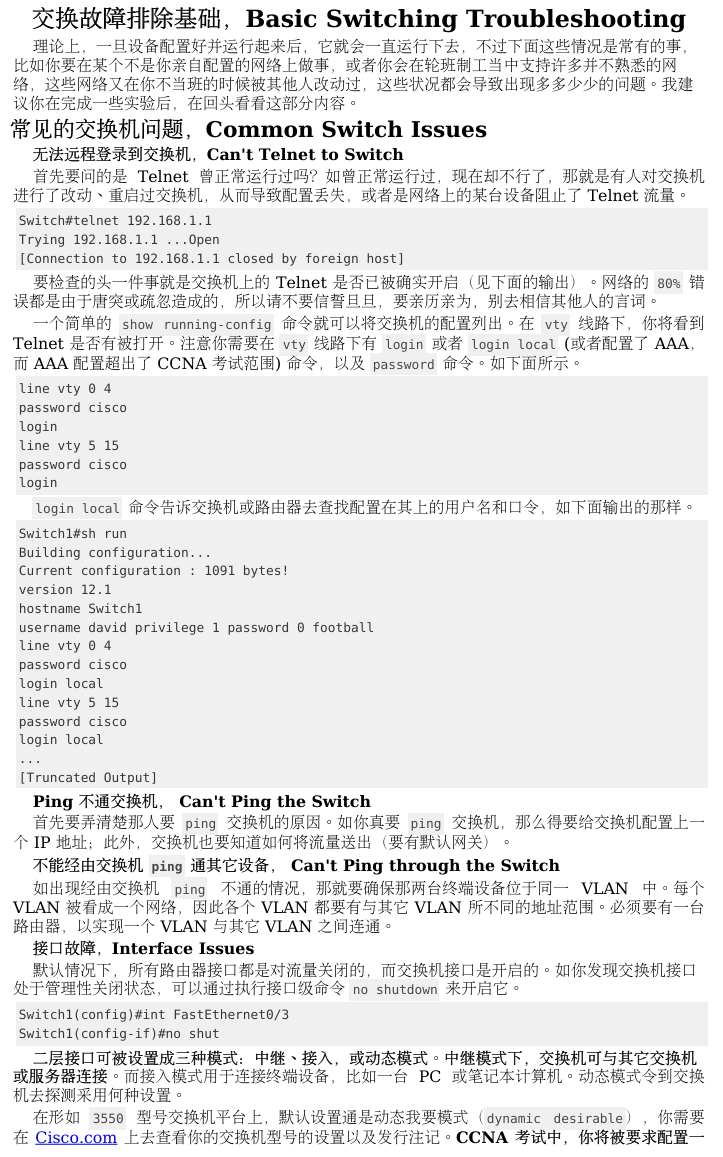 交换故障排除基础，Basic Switching Troubleshooting
理论上，一旦设备配置好并运行起来后，它就会一直运行下去，不过下面这些情况是常有的事，
比如你要在某个不是你亲自配置的网络上做事，或者你会在轮班制工当中支持许多并不熟悉的网
络，这些网络又在你不当班的时候被其他人改动过，这些状况都会导致出现多多少少的问题。我建
议你在完成一些实验后，在回头看看这部分内容。
常见的交换机问题，Common Switch Issues
无法远程登录到交换机，Can't Telnet to Switch
首先要问的是 Telnet 曾正常运行过吗？如曾正常运行过，现在却不行了，那就是有人对交换机
进行了改动、重启过交换机，从而导致配置丢失，或者是网络上的某台设备阻止了 Telnet 流量。
Switch#telnet 192.168.1.1
Trying 192.168.1.1 ...Open
[Connection to 192.168.1.1 closed by foreign host]
要检查的头一件事就是交换机上的 Telnet 是否已被确实开启（见下面的输出）。网络的 80% 错
误都是由于唐突或疏忽造成的，所以请不要信誓旦旦，要亲历亲为，别去相信其他人的言词。
一个简单的 show running-config 命令就可以将交换机的配置列出。在 vty 线路下，你将看到
Telnet 是否有被打开。注意你需要在 vty 线路下有 login 或者 login local (或者配置了 AAA，
而 AAA 配置超出了 CCNA 考试范围) 命令，以及 password 命令。如下面所示。
line vty 0 4
password cisco
login
line vty 5 15
password cisco
login
login local 命令告诉交换机或路由器去查找配置在其上的用户名和口令，如下面输出的那样。
Switch1#sh run
Building configuration...
Current configuration : 1091 bytes!
version 12.1
hostname Switch1
username david privilege 1 password 0 football
line vty 0 4
password cisco
login local
line vty 5 15
password cisco
login local
...
[Truncated Output]
Ping 不通交换机， Can't Ping the Switch
首先要弄清楚那人要 ping 交换机的原因。如你真要 ping 交换机，那么得要给交换机配置上一
个 IP 地址；此外，交换机也要知道如何将流量送出（要有默认网关）。
不能经由交换机 ping 通其它设备， Can't Ping through the Switch
如出现经由交换机 ping 不通的情况，那就要确保那两台终端设备位于同一 VLAN 中。每个
VLAN 被看成一个网络，因此各个 VLAN 都要有与其它 VLAN 所不同的地址范围。必须要有一台
路由器，以实现一个 VLAN 与其它 VLAN 之间连通。
接口故障，Interface Issues
默认情况下，所有路由器接口都是对流量关闭的，而交换机接口是开启的。如你发现交换机接口
处于管理性关闭状态，可以通过执行接口级命令 no shutdown 来开启它。
Switch1(config)#int FastEthernet0/3
Switch1(config-if)#no shut
二层接口可被设置成三种模式：中继、接入，或动态模式。中继模式下，交换机可与其它交换机
或服务器连接。而接入模式用于连接终端设备，比如一台 PC 或笔记本计算机。动态模式令到交换
机去探测采用何种设置。
在形如 3550 型号交换机平台上，默认设置通是动态我要模式（dynamic desirable），你需要
在 Cisco.com 上去查看你的交换机型号的设置以及发行注记。CCNA 考试中，你将被要求配置一